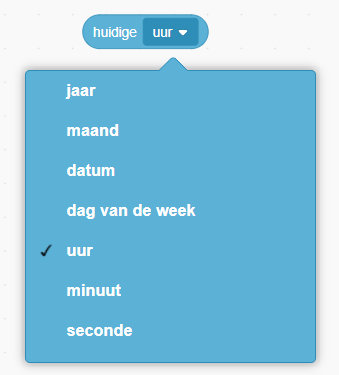 huidige uur
jaar
maand
datum
dag van de week
uur
minuut
seconde